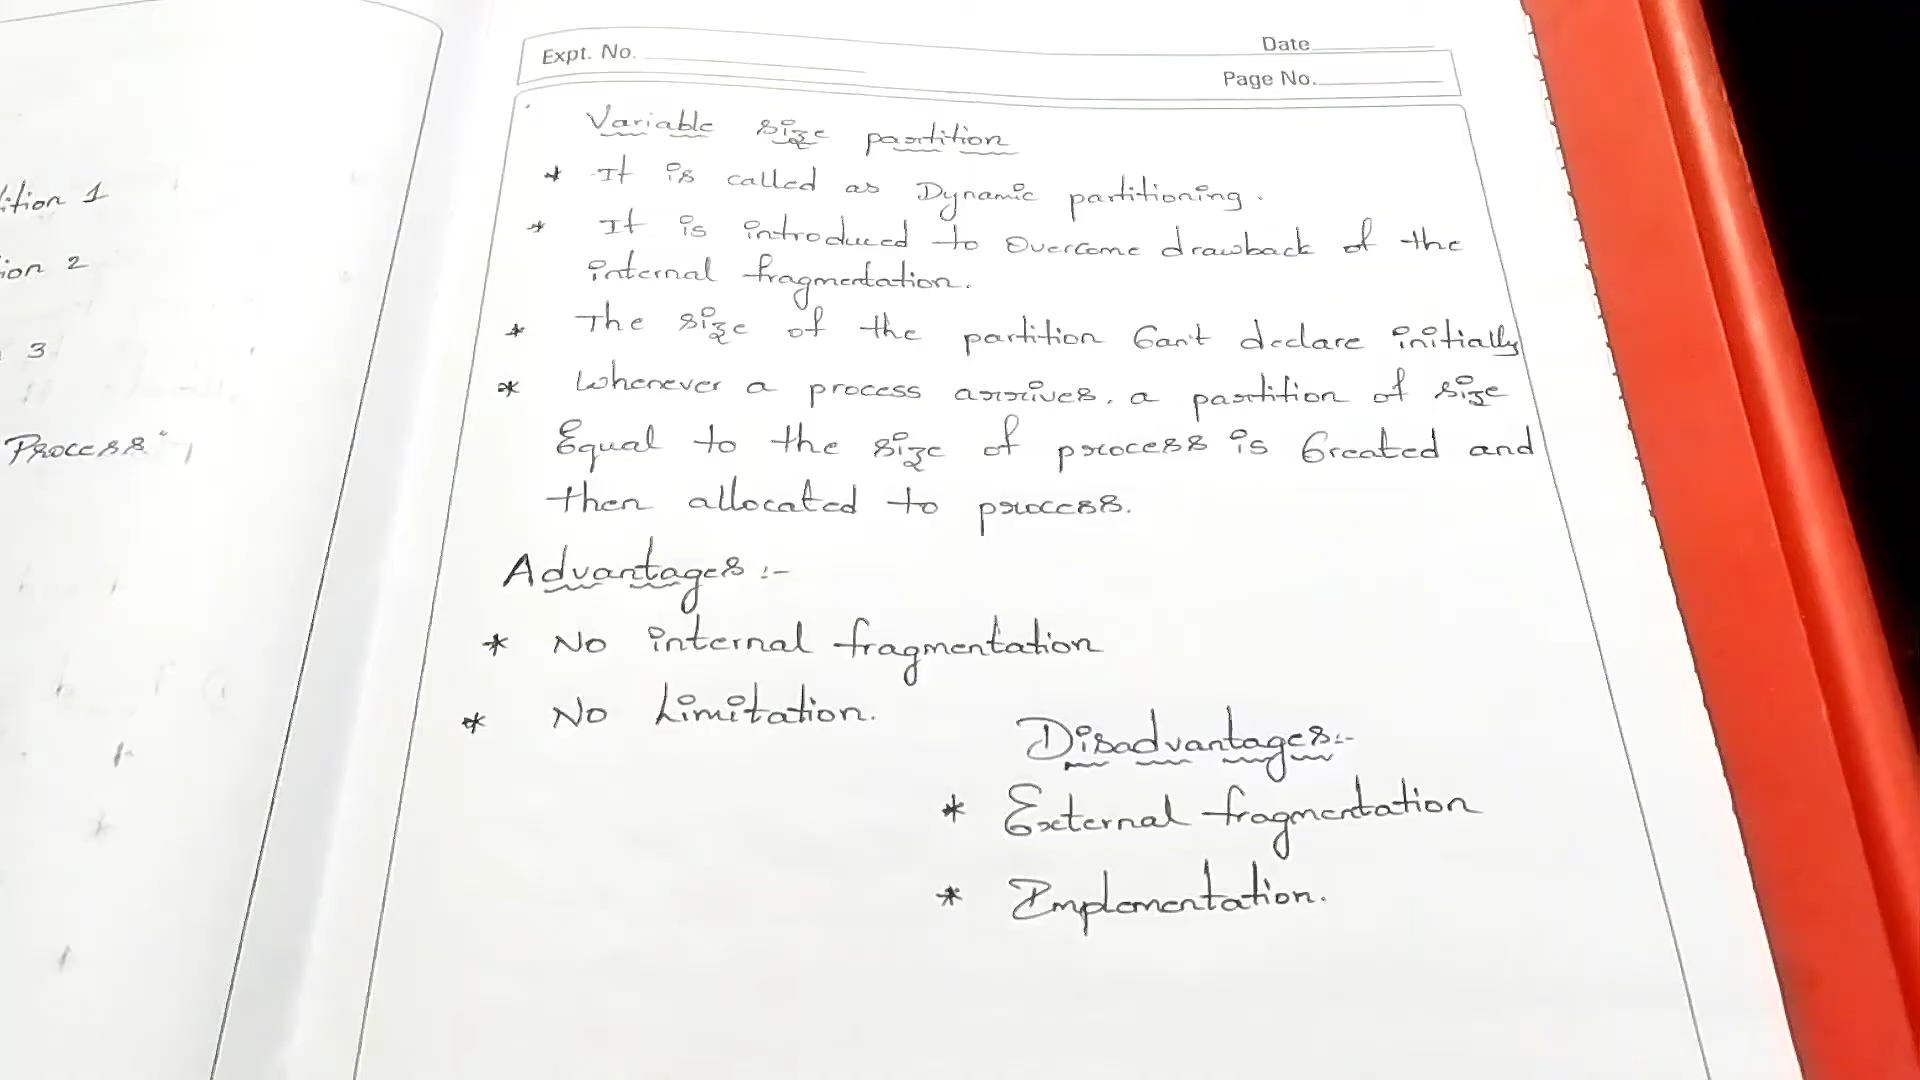 ition 1
ion 2
3
Process
Expt. No.
Date
Page No.
Variable size partition
* It is called as Dynamic partitioning.
* It is introduced to overcome drawback of the
internal fragmentation.
* The size of the partition can't declare initially
* Whenever a process arrives, a partition of size
Equal to the size of process is created and
then allocated to process.
Advantages :-
* No internal fragmentation
* No Limitation.
Disadvantages:-
* External fragmentation
* Implementation.